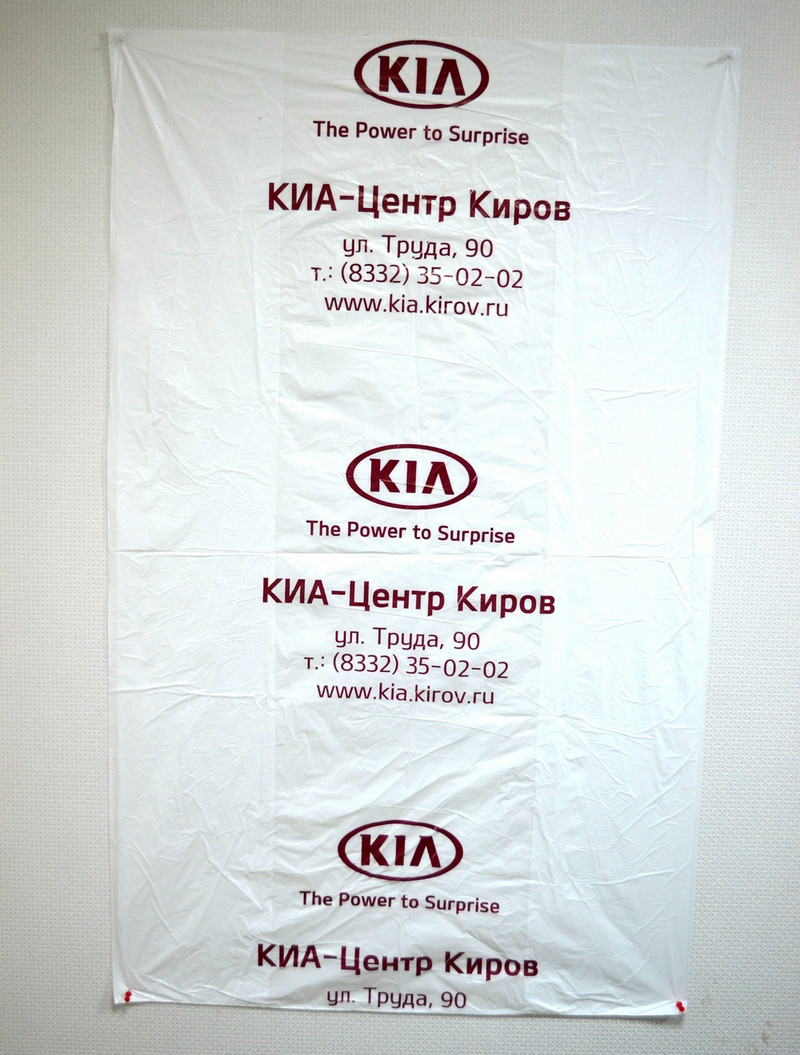 KIA
The Power to Surprise
КИА-Центр Киров
ул. Труда, 90
т.: (8332) 35-02-02
www.kia.kirov.ru
KIA
The Power to Surprise
КИА-Центр Киров
ул. Труда, 90
т.: (8332) 35-02-02
www.kia.kirov.ru
KIA
The Power to Surprise
КИА-Центр Киров
ул. Труда, 90